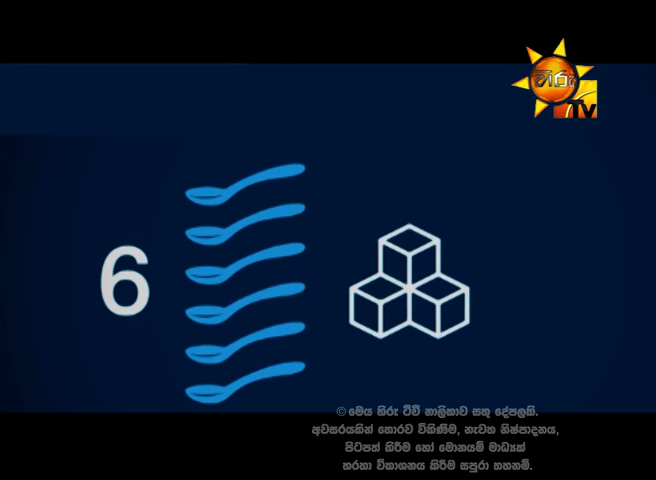 හිරු
Tv
6
© මෙය හිරු ටීවී නාලිකාව සතු දේපලකි.
අවසරයකින් තොරව විකිණීම, නැවත නිෂ්පාදනය,
පිටපත් කිරීම හෝ මොනයම් මාධ්‍යක්
හරහා විකාශනය කිරීම සපුරා තහනම්.